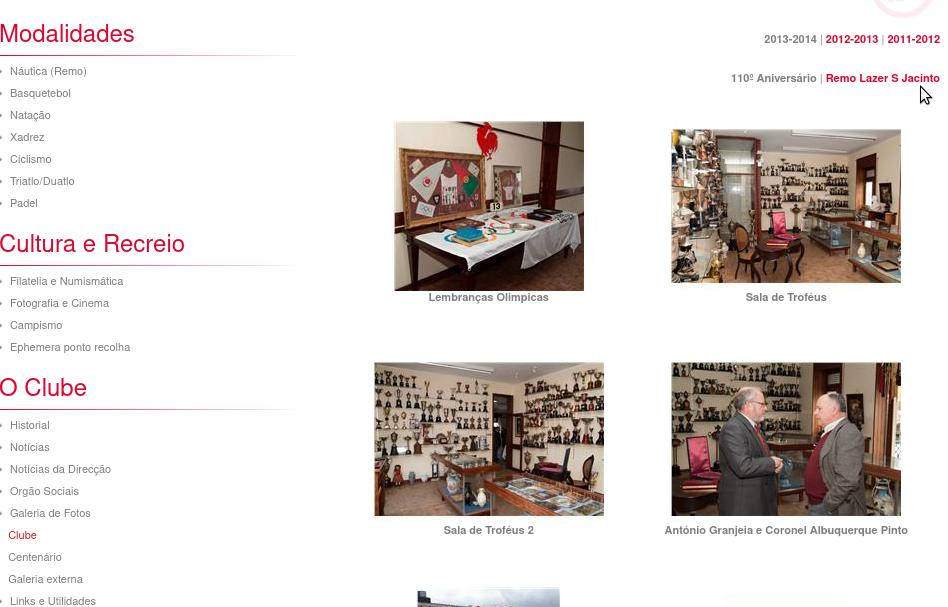 Modalidades
Náutica (Remo)
Basquetebol
Natação
Xadrez
Ciclismo
Triatlo/Duatlo
Padel
Cultura e Recreio
Filatelia e Numismática
Fotografia e Cinema
Campismo
Ephemera ponto recolha
O Clube
Historial
Notícias
Notícias da Direcção
Orgão Sociais
Galeria de Fotos
Clube
Centenário
Galeria externa
Links e Utilidades
2013-2014 | 2012-2013 | 2011-2012
110º Aniversário | Remo Lazer S Jacinto
13
Lembranças Olimpicas
Sala de Troféus
Sala de Troféus 2
António Granjeia e Coronel Albuquerque Pinto